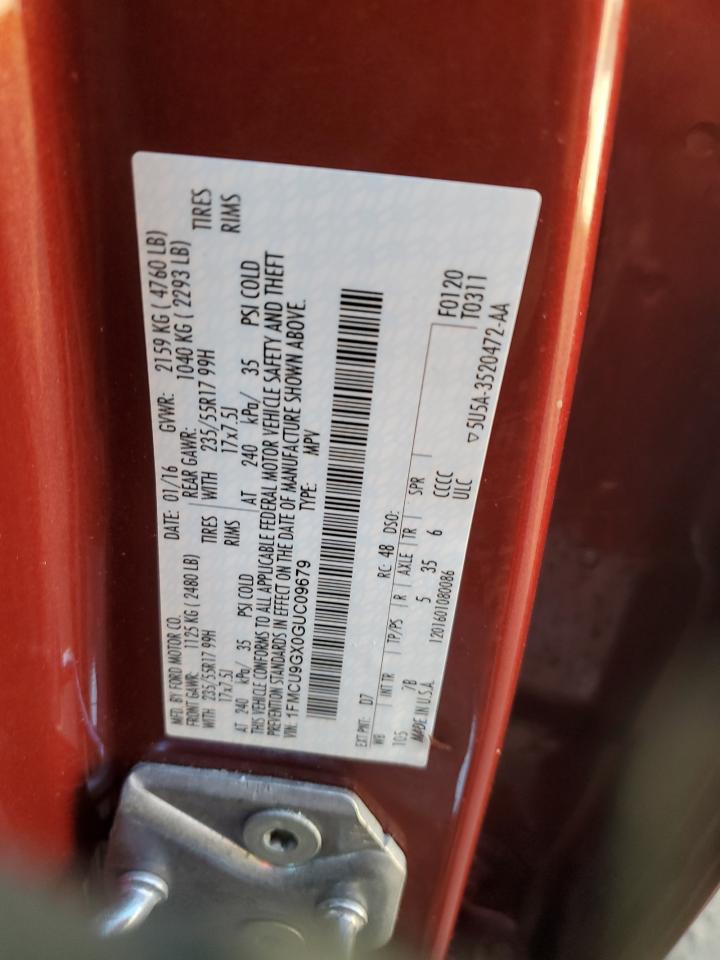 MFD. BY FORD MOTOR CO. DATE: 01/16 GVWR: 2159 KG ( 4760 LB)
FRONT GAWR: 1125 KG ( 2480 LB) REAR GAWR: 1040 KG ( 2293 LB)
WITH 235/55R17 99H TIRES WITH 235/55R17 99H TIRES
17x7.5J RIMS 17x7.5J RIMS
AT 240 kPa/ 35 PSI COLD AT 240 kPa/ 35 PSI COLD
THIS VEHICLE CONFORMS TO ALL APPLICABLE FEDERAL MOTOR VEHICLE SAFETY AND THEFT
PREVENTION STANDARDS IN EFFECT ON THE DATE OF MANUFACTURE SHOWN ABOVE.
VIN: 1FMCU9GX0GUC09679 TYPE: MPV
EXT PNT: D7 RC: 48 DSO: F0120
WB INT TR TP/PS R AXLE TR SPR T0311
105 7B 5 35 6 CCCC
MADE IN U.S.A. 1201601080086 ULC ▽5U5A-3520472-AA